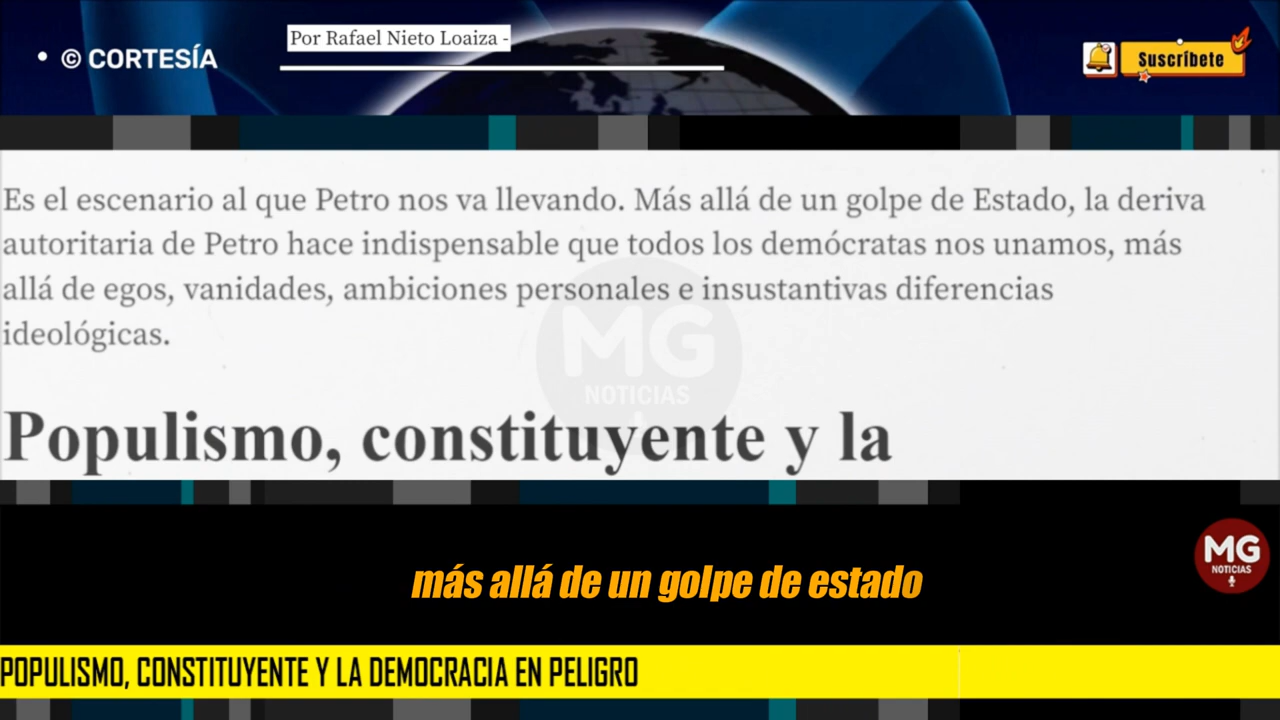 • © CORTESÍA
Por Rafael Nieto Loaiza -
Suscríbete
Es el escenario al que Petro nos va llevando. Más allá de un golpe de Estado, la deriva
autoritaria de Petro hace indispensable que todos los demócratas nos unamos, más
allá de egos, vanidades, ambiciones personales e insustantivas diferencias
ideológicas.
MG
NOTICIAS
Populismo, constituyente y la
MG
NOTICIAS
más allá de un golpe de estado
POPULISMO, CONSTITUYENTE Y LA DEMOCRACIA EN PELIGRO